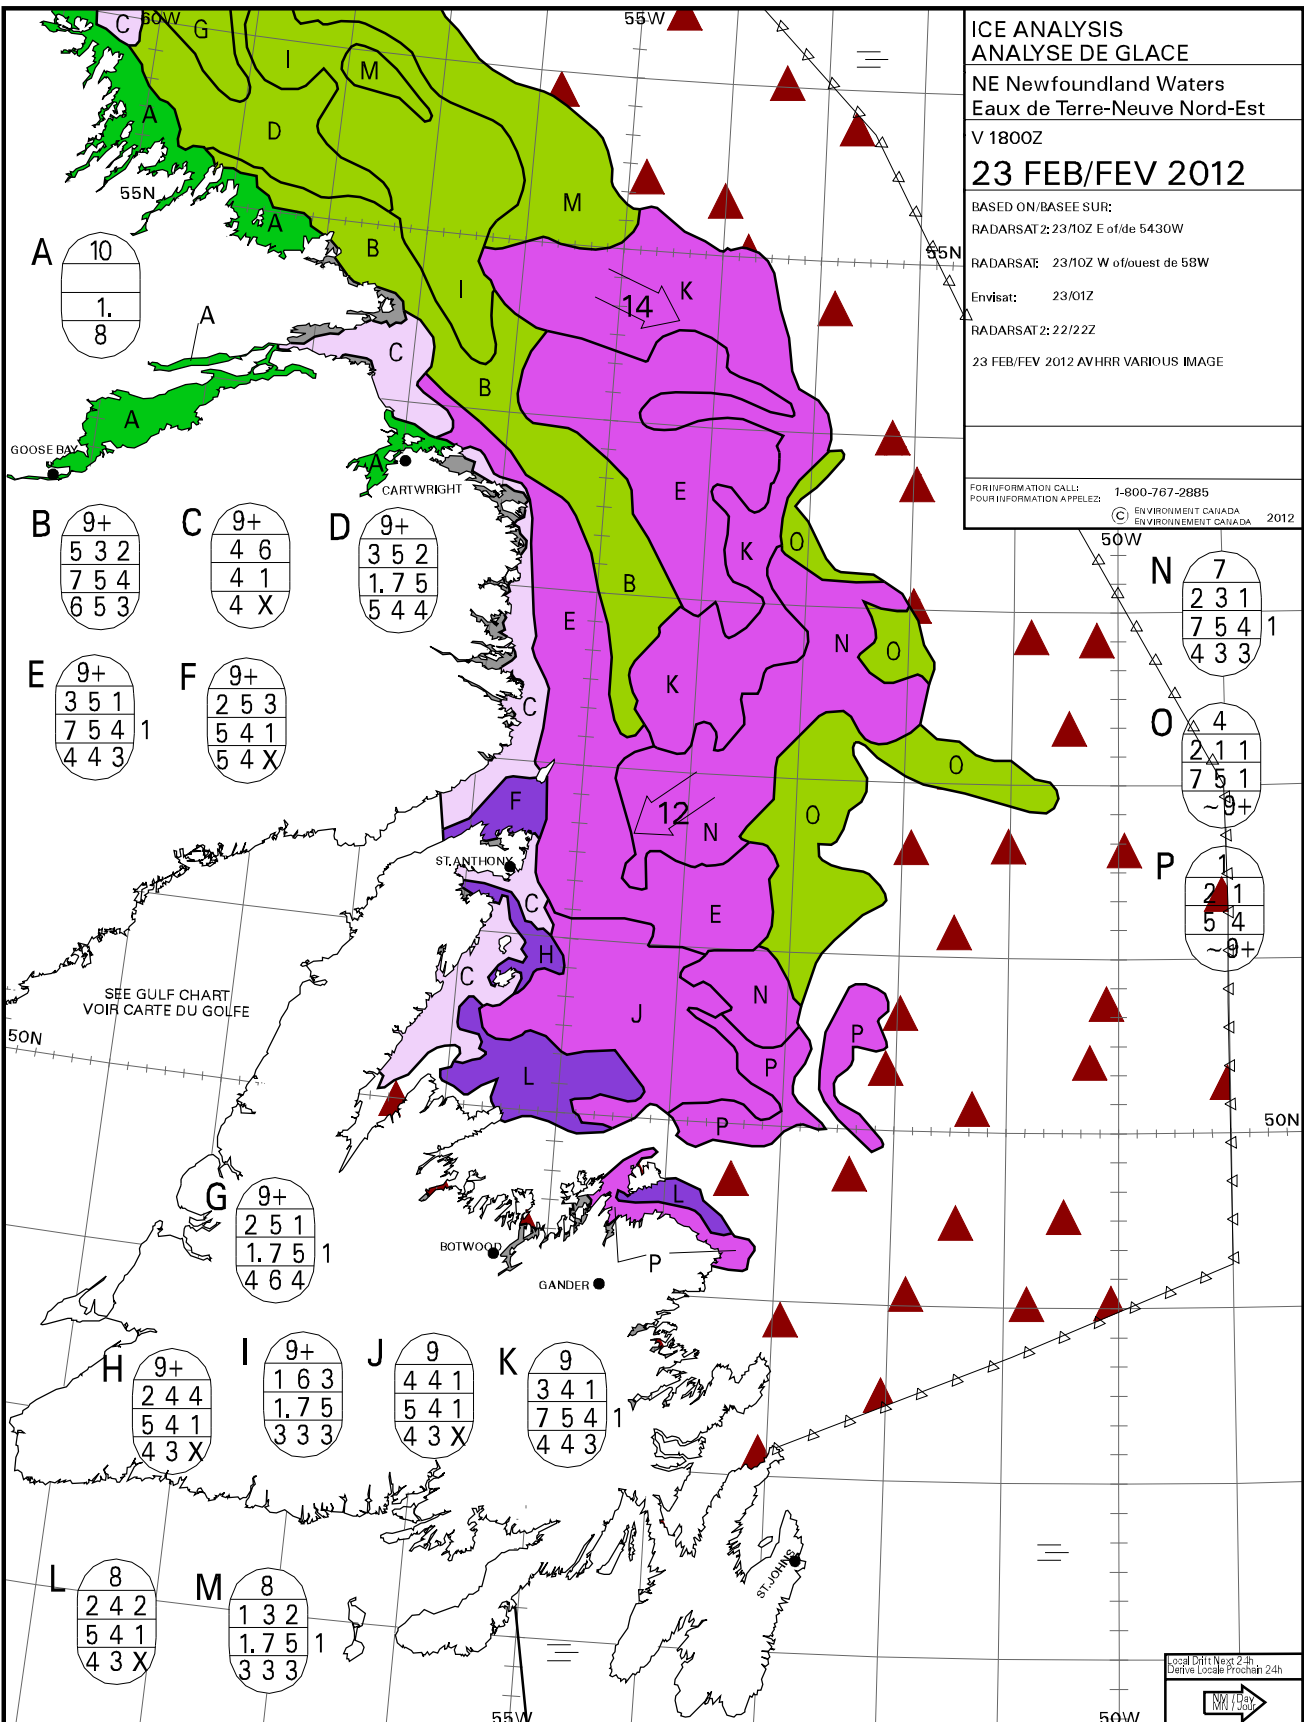 ICE ANALYSIS
ANALYSE DE GLACE
NE Newfoundland Waters
Eaux de Terre-Neuve Nord-Est
V 1800Z
23 FEB/FEV 2012
BASED ON/BASEE SUR:
RADARSAT2: 23/10Z E of/de 5430W
RADARSAT: 23/10Z W of/ouest de 58W
Envisat: 23/01Z
RADARSAT2: 22/22Z
23 FEB/FEV 2012 AVHRR VARIOUS IMAGE
FOR INFORMATION CALL:
POUR INFORMATION APPELEZ: 1-800-767-2885
© ENVIRONMENT CANADA
ENVIRONNEMENT CANADA 2012
60W
55W
C
G
I
M
A
D
55N
M
A
B
55N
I
K
14
A
C
B
A
GOOSE BAY
A
CARTWRIGHT
E
K
O
50W
B
E
N
O
K
C
O
F
12
N
O
ST.ANTHONY
C
E
H
C
N
J
P
SEE GULF CHART
VOIR CARTE DU GOLFE
50N
L
P
P
50N
L
BOTWOOD
P
GANDER
ST.JOHNS
55W
50W
A
10
1.
8
B
9+
5 3 2
7 5 4
6 5 3
C
9+
4 6
4 1
4 X
D
9+
3 5 2
1. 7 5
5 4 4
E
9+
3 5 1
7 5 4 1
4 4 3
F
9+
2 5 3
5 4 1
5 4 X
G
9+
2 5 1
1. 7 5 1
4 6 4
H
9+
2 4 4
5 4 1
4 3 X
I
9+
1 6 3
1. 7 5
3 3 3
J
9
4 4 1
5 4 1
4 3 X
K
9
3 4 1
7 5 4 1
4 4 3
L
8
2 4 2
5 4 1
4 3 X
M
8
1 3 2
1. 7 5 1
3 3 3
N
7
2 3 1
7 5 4 1
4 3 3
O
4
2 1 1
7 5 1
~9+
P
1
2 1
5 4
~9+
Local Drift Next 24h
Derive Locale Prochain 24h
NM / Day
MN / Jour